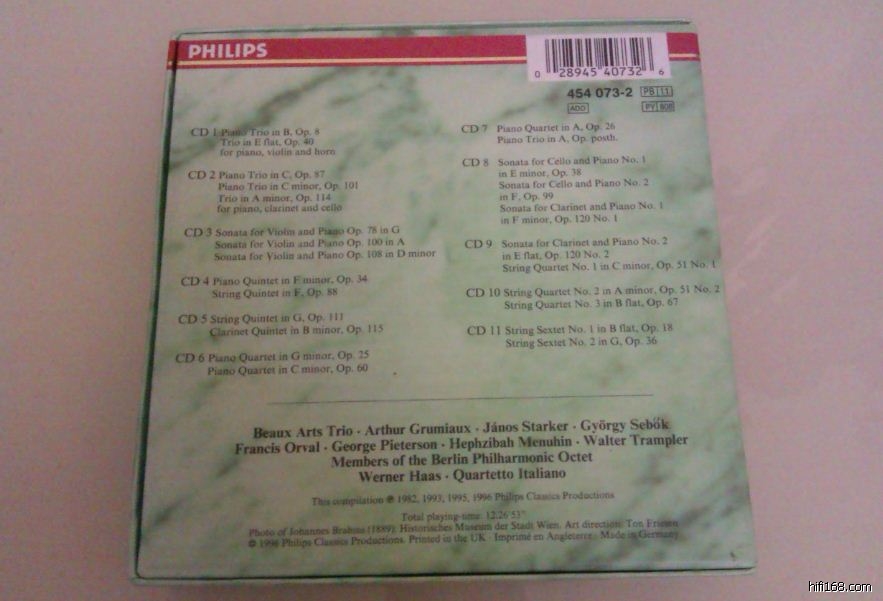 PHILIPS
0 28945 40732 6
454 073-2 PB 11
ADD PY 808
CD 1 Piano Trio in B, Op. 8
Trio in E flat, Op. 40
for piano, violin and horn
CD 2 Piano Trio in C, Op. 87
Piano Trio in C minor, Op. 101
Trio in A minor, Op. 114
for piano, clarinet and cello
CD 3 Sonata for Violin and Piano Op. 78 in G
Sonata for Violin and Piano Op. 100 in A
Sonata for Violin and Piano Op. 108 in D minor
CD 4 Piano Quintet in F minor, Op. 34
String Quintet in F, Op. 88
CD 5 String Quintet in G, Op. 111
Clarinet Quintet in B minor, Op. 115
CD 6 Piano Quartet in G minor, Op. 25
Piano Quartet in C minor, Op. 60
CD 7 Piano Quartet in A, Op. 26
Piano Trio in A, Op. posth.
CD 8 Sonata for Cello and Piano No. 1
in E minor, Op. 38
Sonata for Cello and Piano No. 2
in F, Op. 99
Sonata for Clarinet and Piano No. 1
in F minor, Op. 120 No. 1
CD 9 Sonata for Clarinet and Piano No. 2
in E flat, Op. 120 No. 2
String Quartet No. 1 in C minor, Op. 51 No. 1
CD 10 String Quartet No. 2 in A minor, Op. 51 No. 2
String Quartet No. 3 in B flat, Op. 67
CD 11 String Sextet No. 1 in B flat, Op. 18
String Sextet No. 2 in G, Op. 36
Beaux Arts Trio · Arthur Grumiaux · János Starker · György Sebők
Francis Orval · George Pieterson · Hephzibah Menuhin · Walter Trampler
Members of the Berlin Philharmonic Octet
Werner Haas · Quartetto Italiano
This compilation ℗ 1982, 1993, 1995, 1996 Philips Classics Productions
Total playing-time: 12:26'53"
Photo of Johannes Brahms (1889): Historisches Museum der Stadt Wien. Art direction: Ton Friesen
© 1996 Philips Classics Productions. Printed in the UK · Imprimé en Angleterre · Made in Germany
hifi168.com